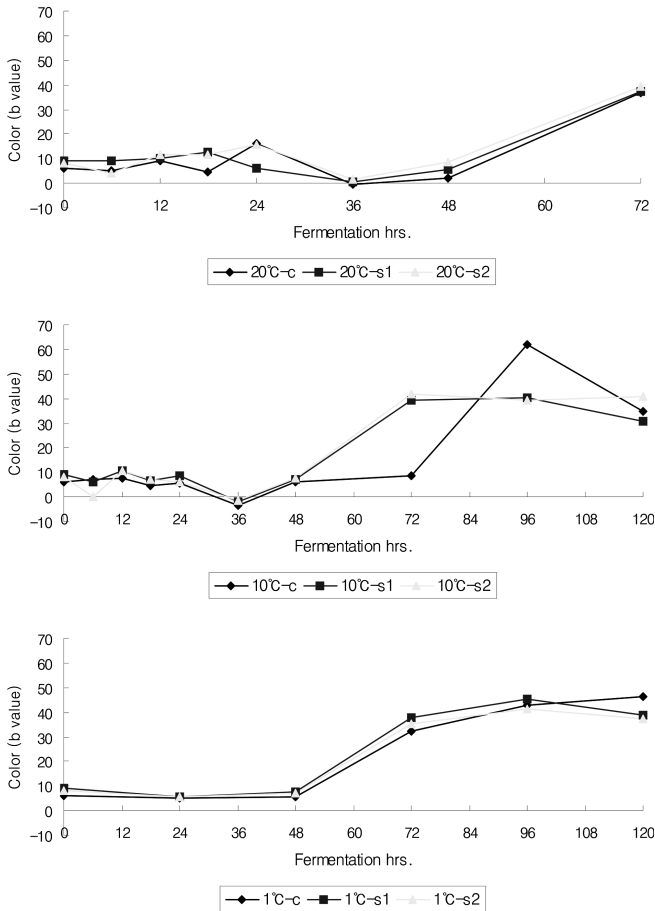 70
60
50
40
30
20
10
0
-10
Color (b value)
0 12 24 36 48 60 72
Fermentation hrs.
20℃-c 20℃-s1 20℃-s2
70
60
50
40
30
20
10
0
-10
Color (b value)
0 12 24 36 48 60 72 84 96 108 120
Fermentation hrs.
10℃-c 10℃-s1 10℃-s2
70
60
50
40
30
20
10
0
-10
Color (b value)
0 12 24 36 48 60 72 84 96 108 120
Fermentation hrs.
1℃-c 1℃-s1 1℃-s2